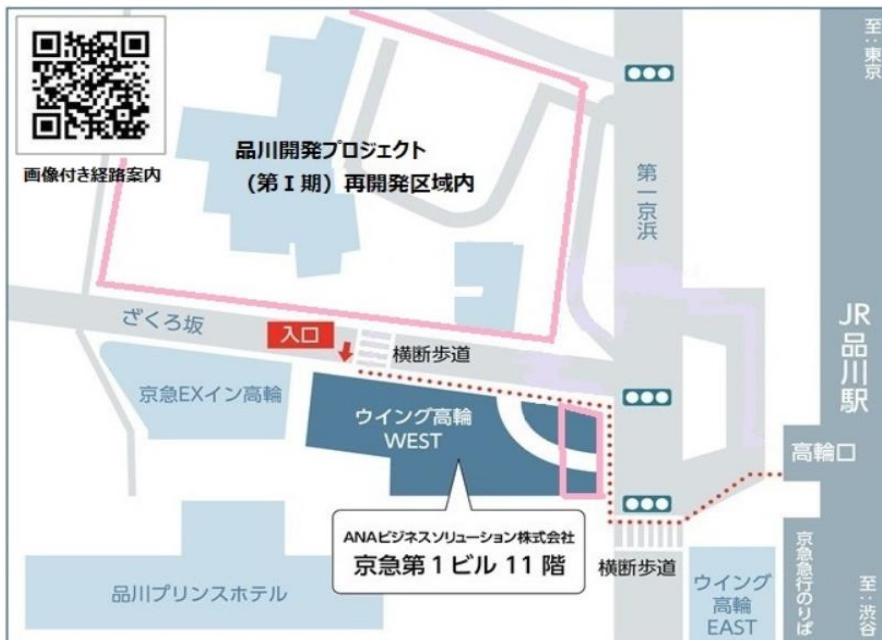 画像付き経路案内
品川開発プロジェクト
（第Ⅰ期）再開発区域内
至：東京
第一京浜
JR品川駅
ざくろ坂
入口
横断歩道
京急EXイン高輪
ウイング高輪
WEST
高輪口
ANAビジネスソリューション株式会社
京急第1ビル 11階
横断歩道
品川プリンスホテル
ウイング
高輪
EAST
京急急行のりば
至：渋谷